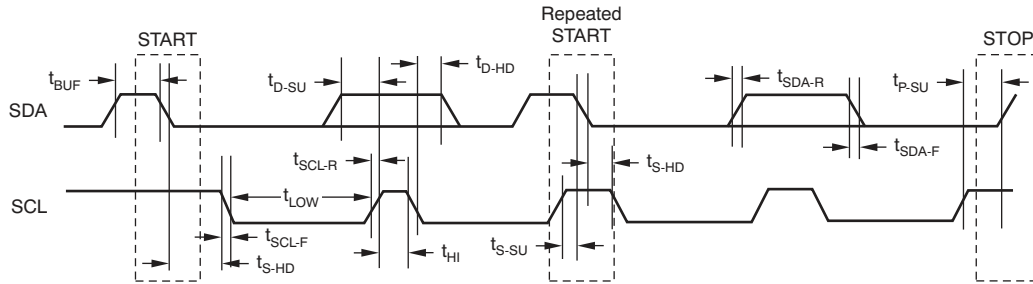 Repeated
START
START
STOP
tBUF
tD-SU
tD-HD
tSDA-R
tP-SU
SDA
tSCL-R
tS-HD
tSDA-F
SCL
tLOW
tSCL-F
tS-HD
tHI
tS-SU